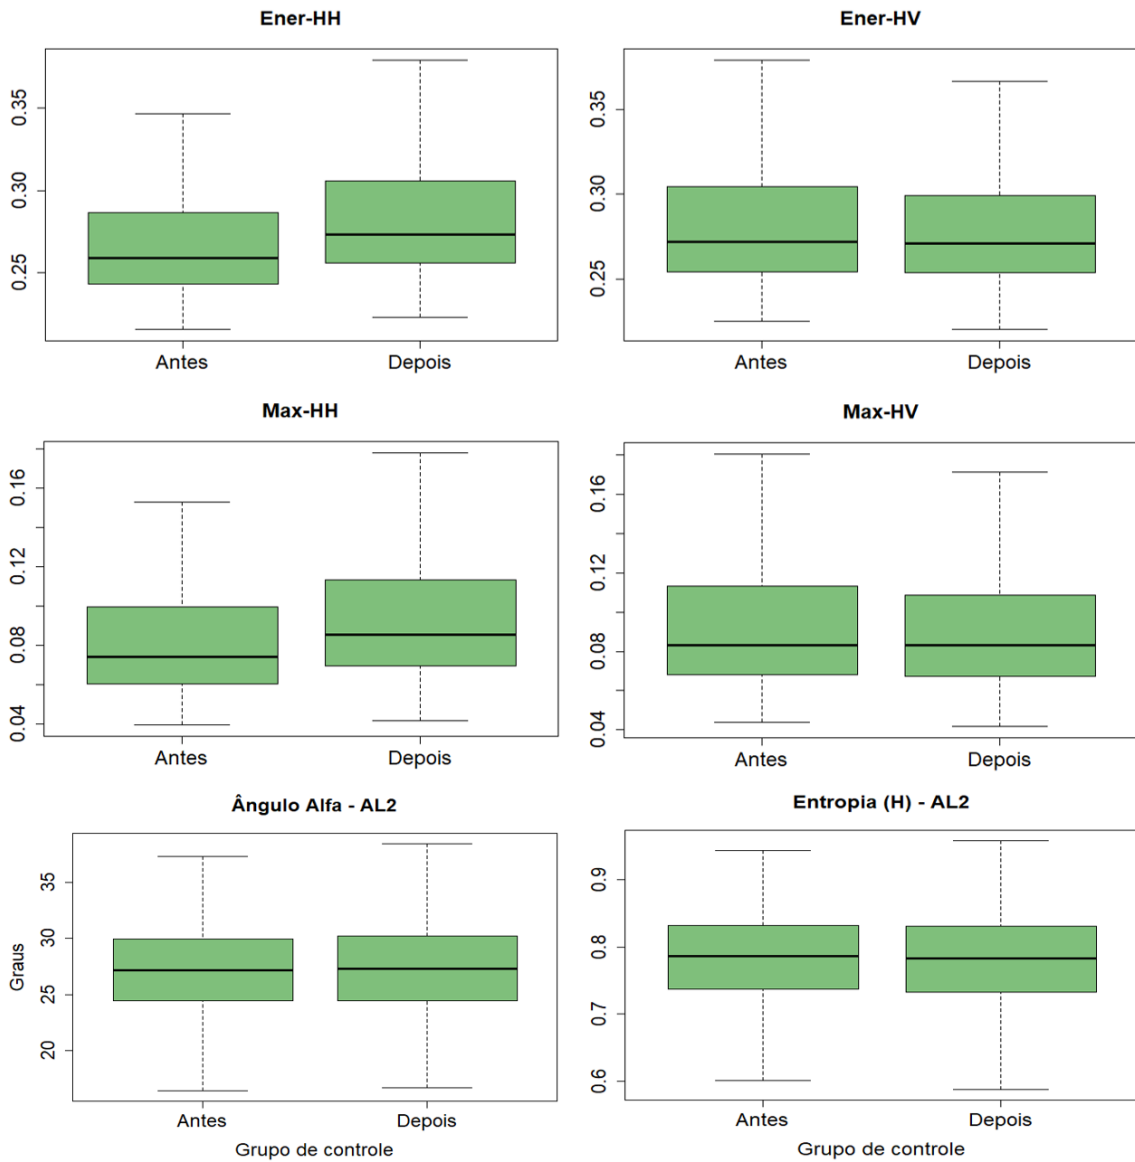 Ener-HH
0.35
0.30
0.25
Antes Depois
Ener-HV
0.35
0.30
0.25
Antes Depois
Max-HH
0.16
0.12
0.08
0.04
Antes Depois
Max-HV
0.16
0.12
0.08
0.04
Antes Depois
Ângulo Alfa - AL2
Graus
35
30
25
20
Antes Depois
Grupo de controle
Entropia (H) - AL2
0.9
0.8
0.7
0.6
Antes Depois
Grupo de controle